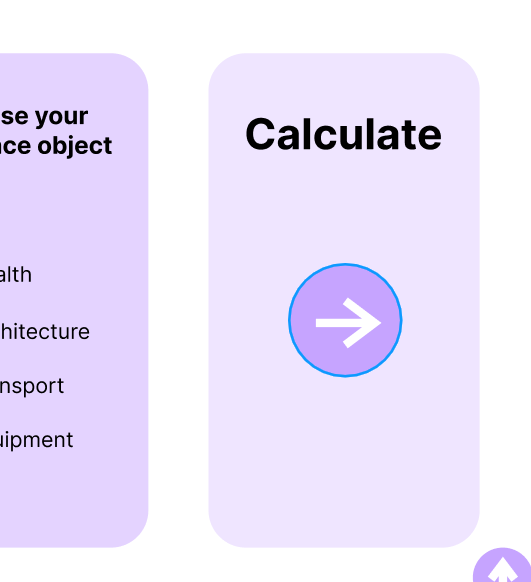 se your
ce object
alth
hitecture
nsport
uipment
Calculate